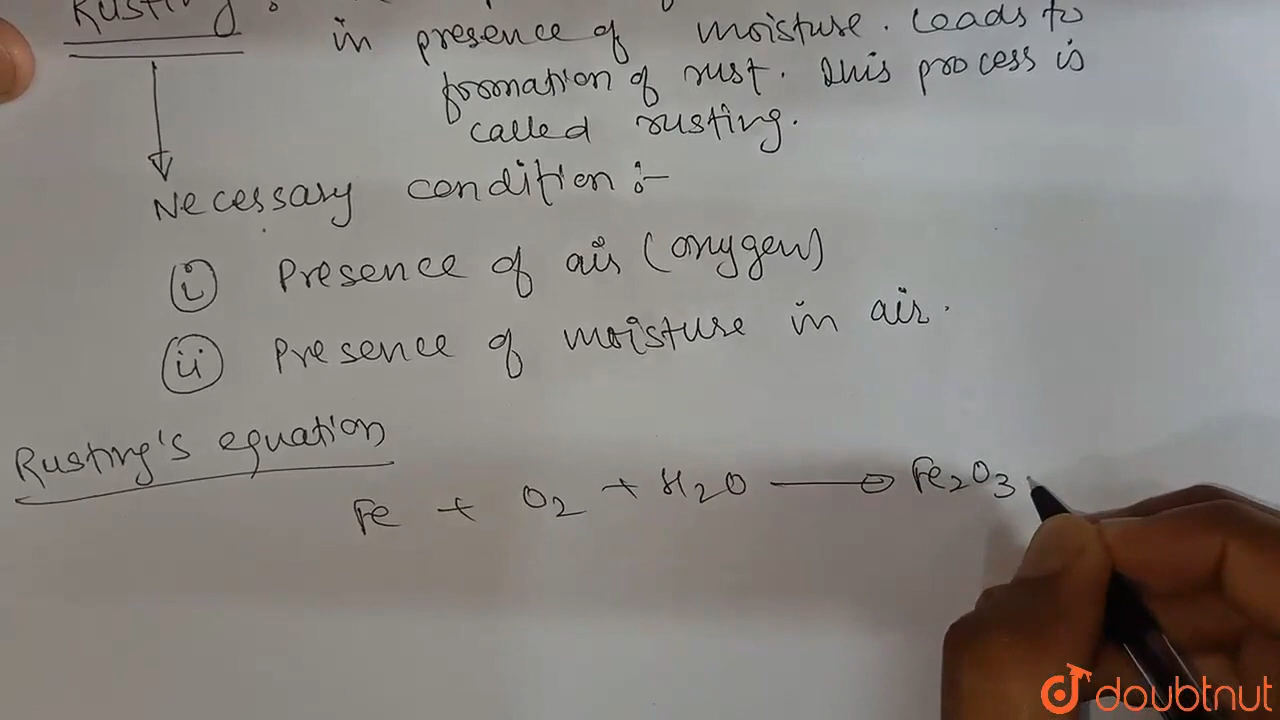 Rusting :
in presence of moisture. Leads to
formation of rust. This process is
called rusting.
Necessary condition :-
(i) Presence of air (oxygen)
(ii) Presence of moisture in air.
Rusting's equation
Fe + O2 + H2O → Fe2O3
doubtnut